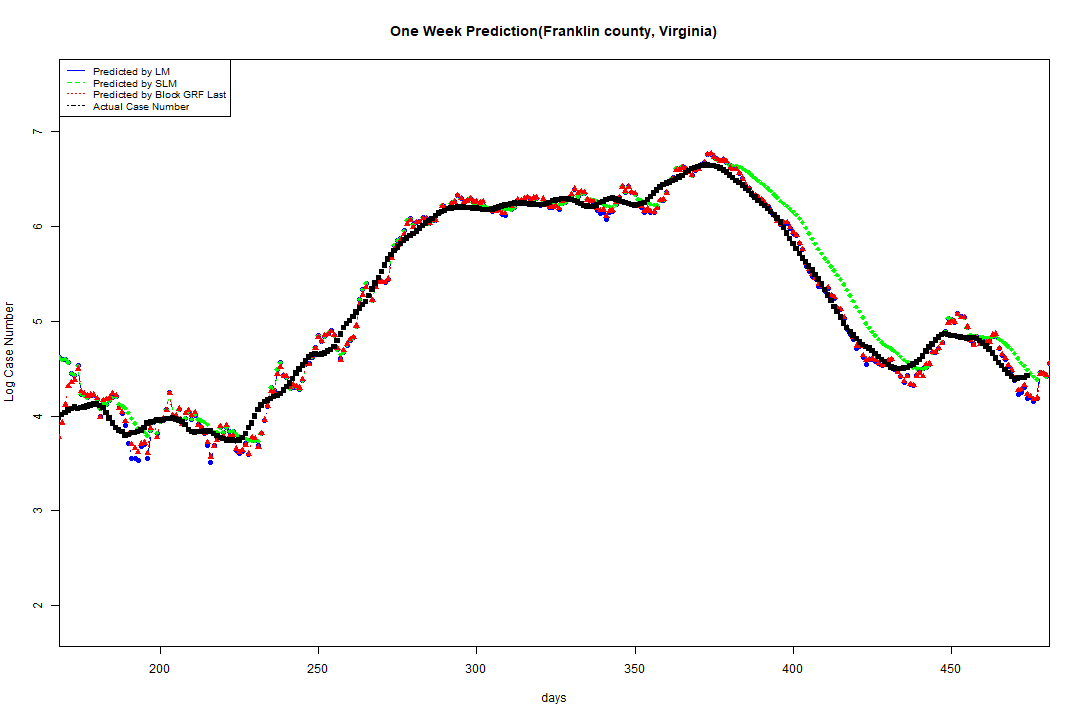 One Week Prediction(Franklin county, Virginia)
Predicted by LM
Predicted by SLM
Predicted by Block GRF Last
Actual Case Number
Log Case Number
7
6
5
4
3
2
200 250 300 350 400 450
days